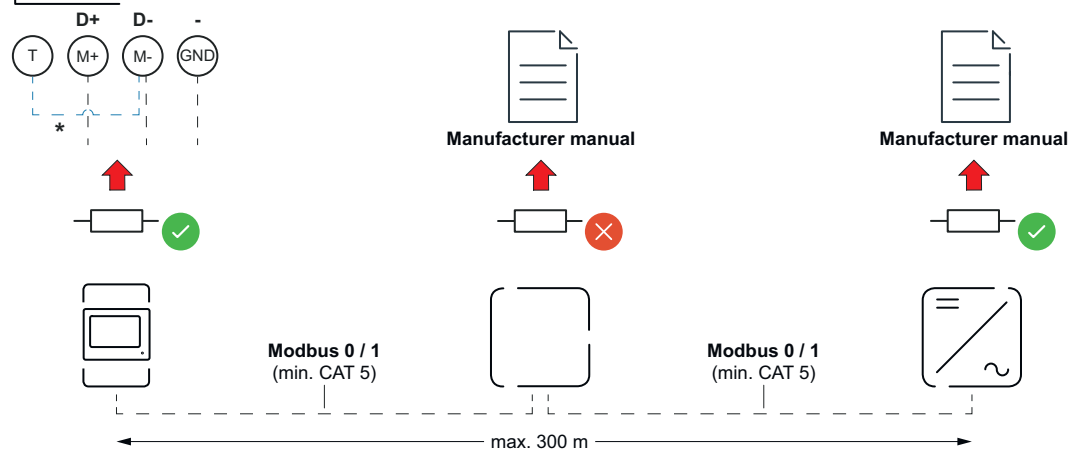 D+ D- -
T M+ M- GND
*
Manufacturer manual
Manufacturer manual
Modbus 0 / 1
(min. CAT 5)
Modbus 0 / 1
(min. CAT 5)
max. 300 m